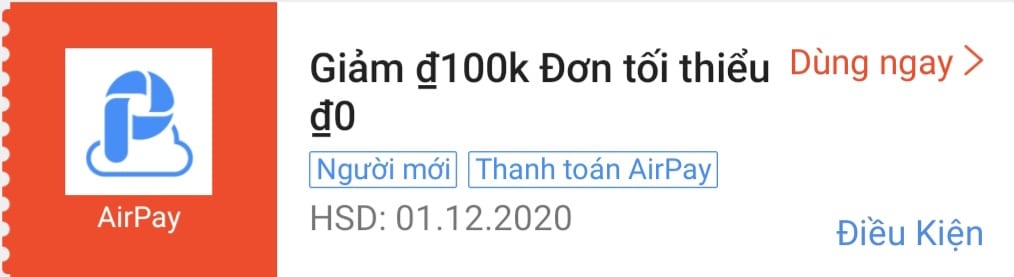 AirPay
Giảm ₫100k Đơn tối thiểu
₫0
Dùng ngay
Người mới Thanh toán AirPay
HSD: 01.12.2020
Điều Kiện